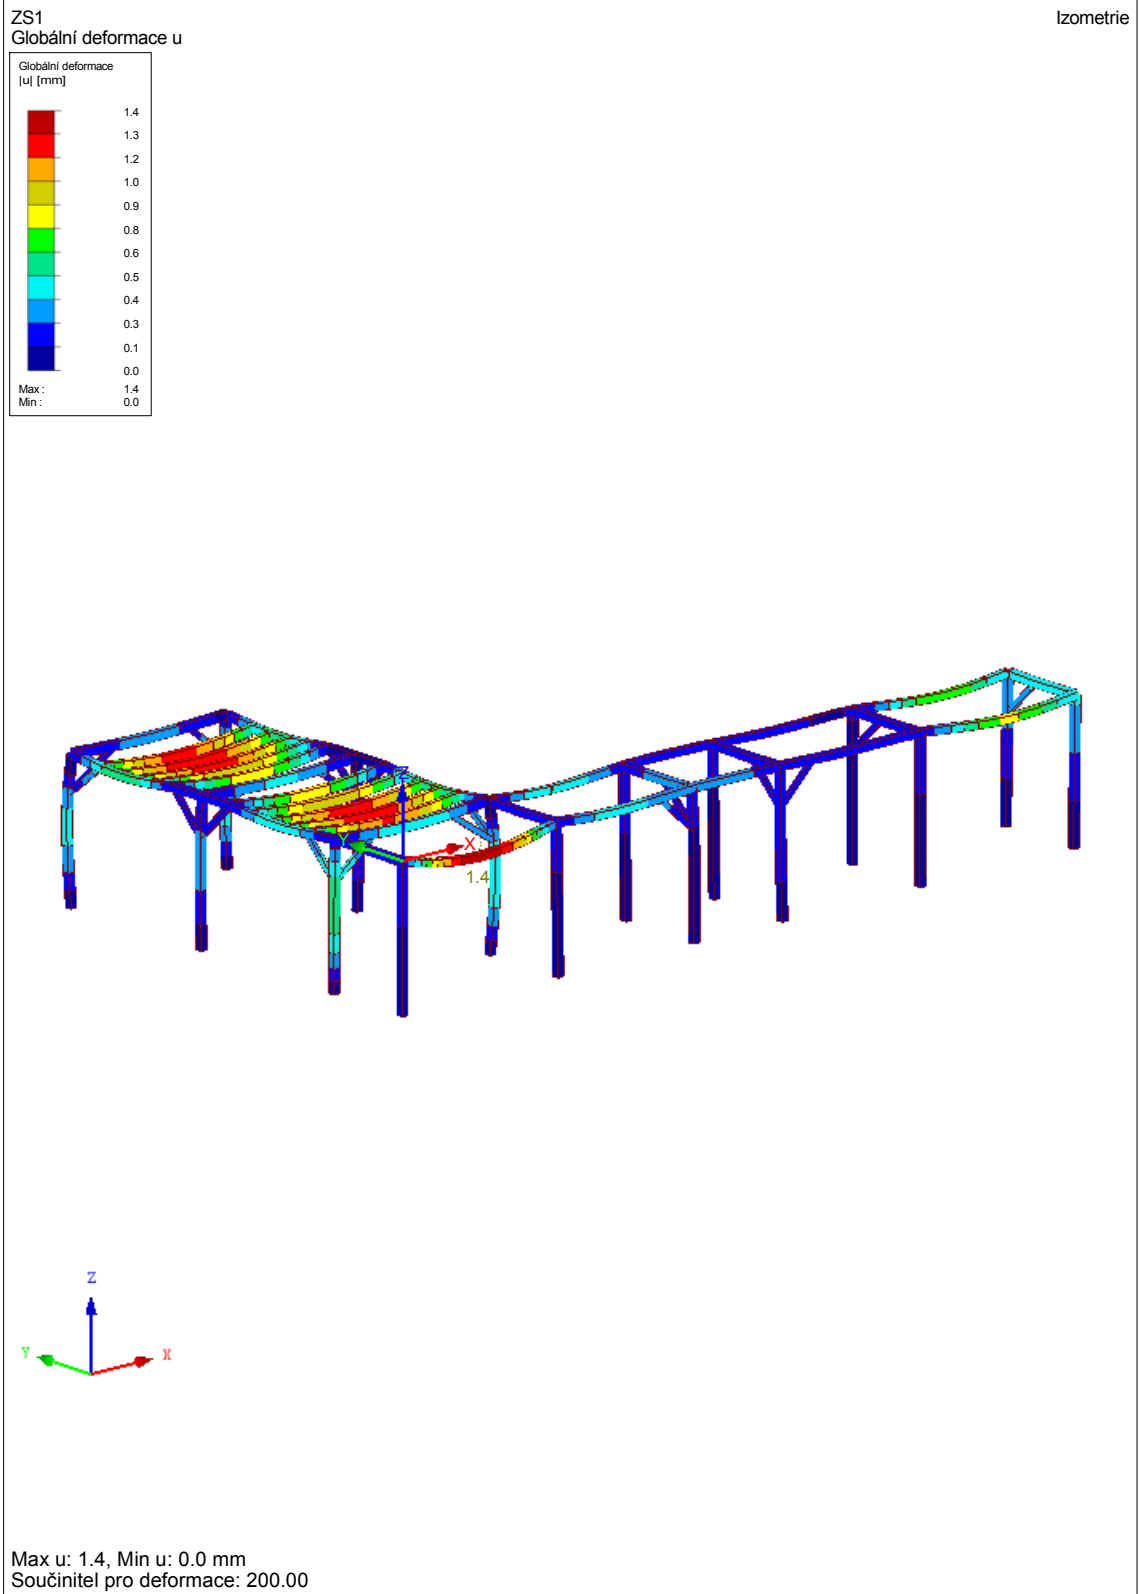 ZS1
Izometrie
Globální deformace u
Globální deformace
|u| [mm]
1.4
1.3
1.2
1.0
0.9
0.8
0.6
0.5
0.4
0.3
0.1
0.0
Max : 1.4
Min : 0.0
Z
Y
X
1.4
Z
Y
X
Max u: 1.4, Min u: 0.0 mm
Součinitel pro deformace: 200.00